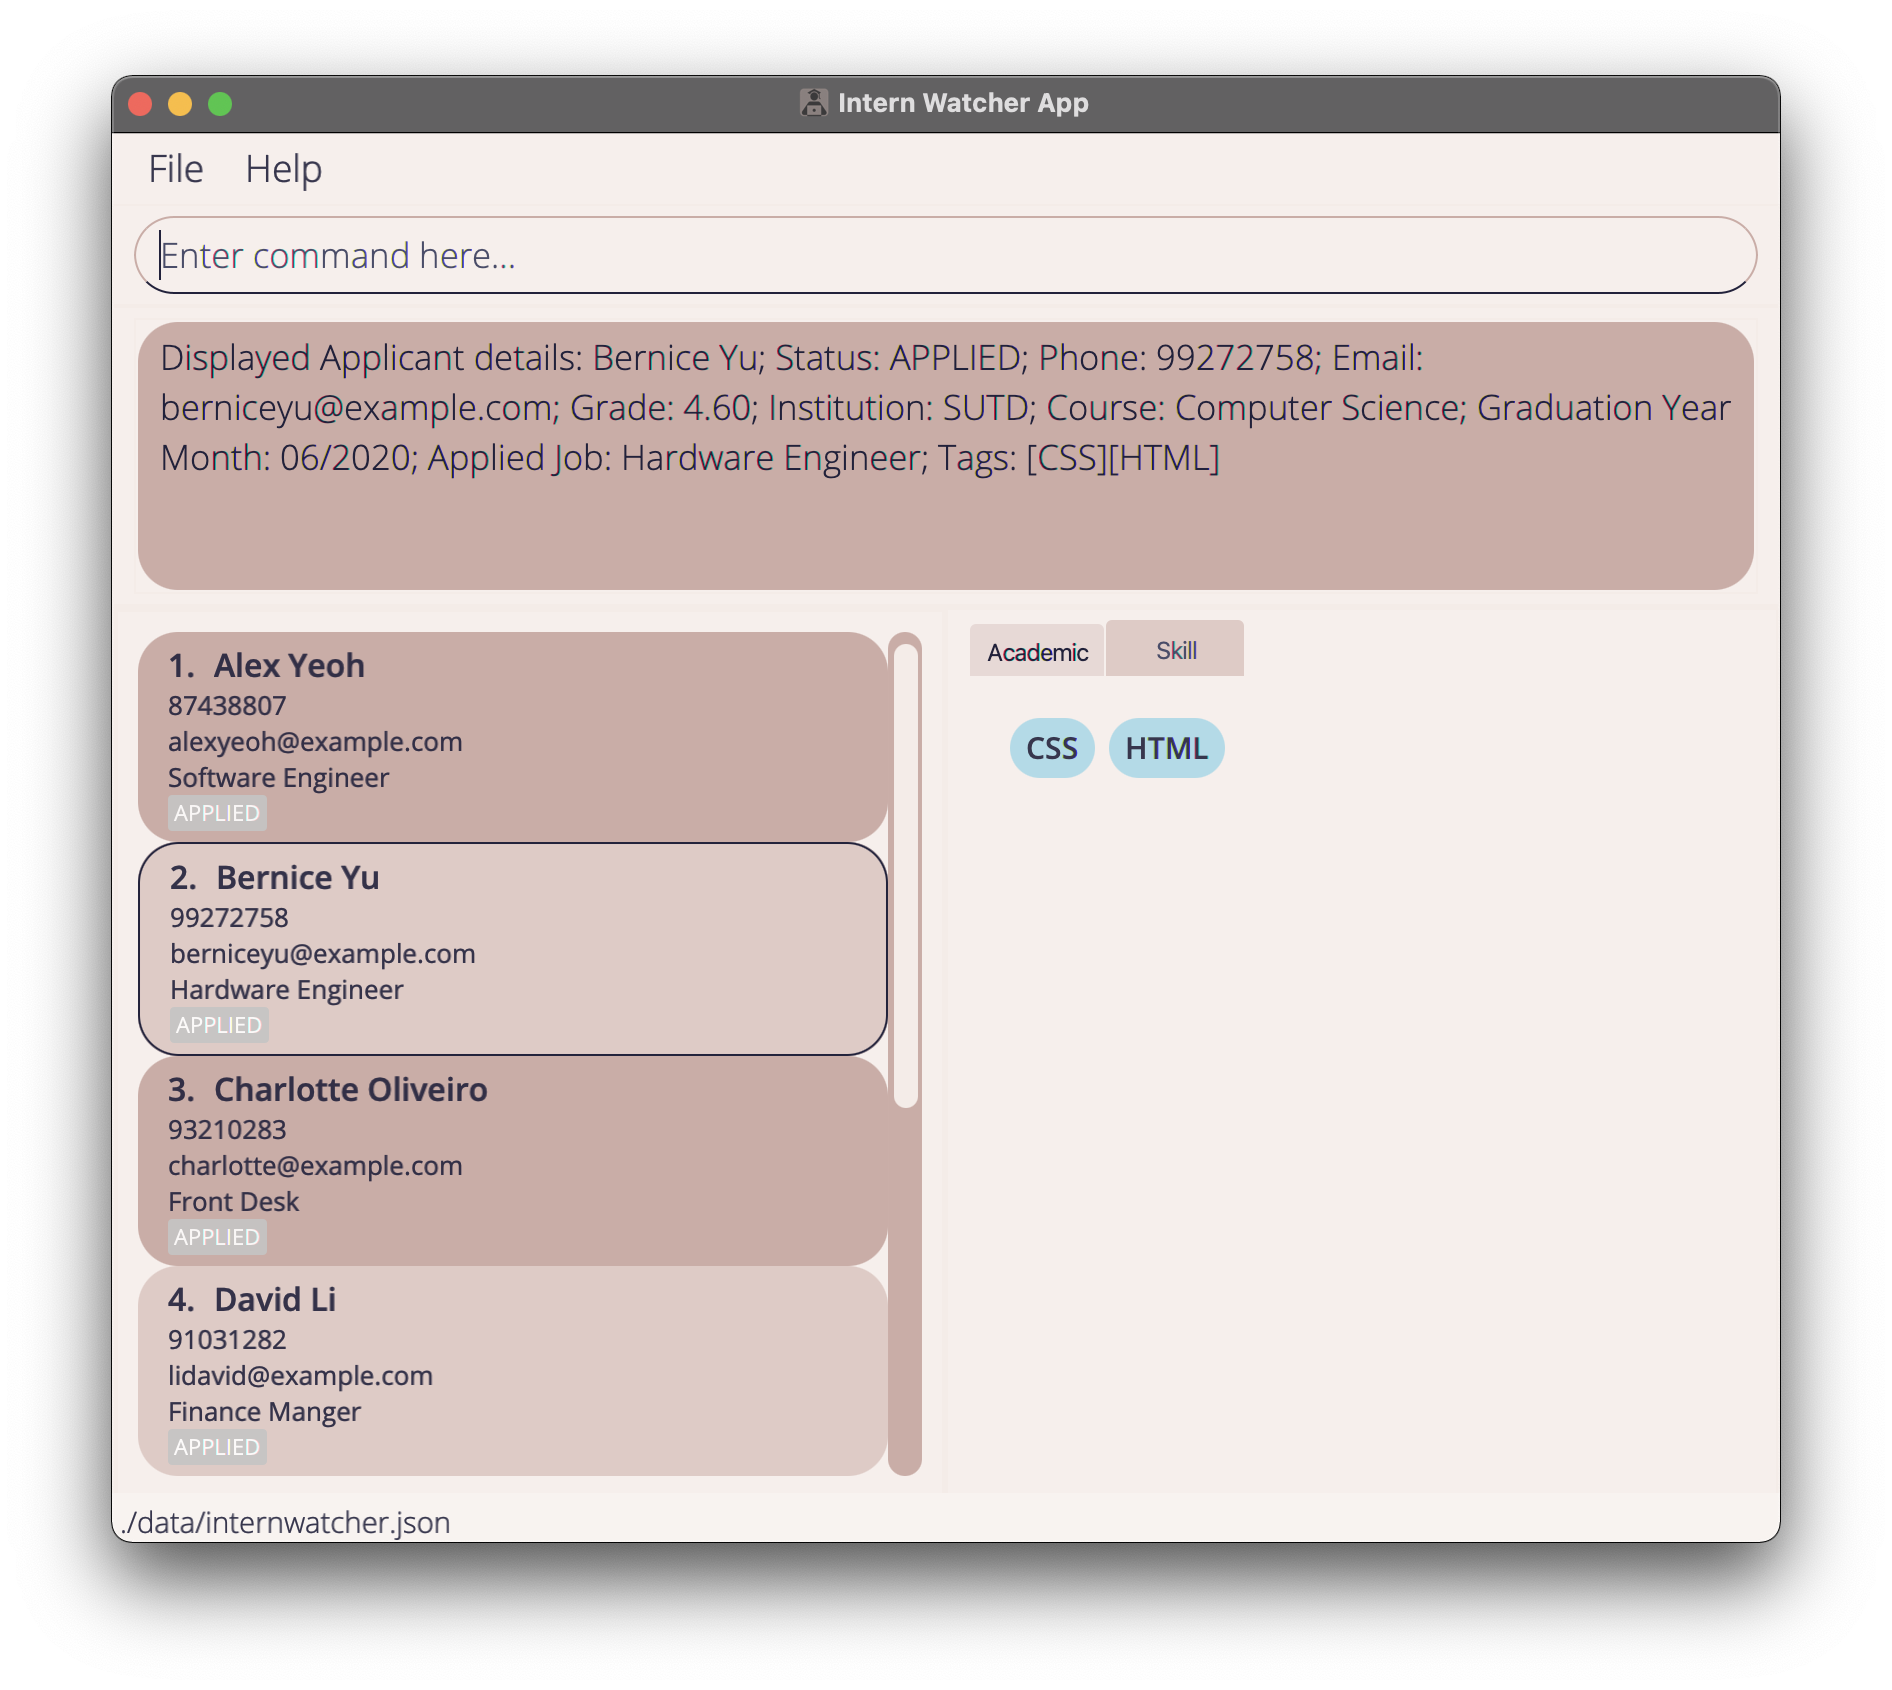 Intern Watcher App
File Help
Enter command here...
Displayed Applicant details: Bernice Yu; Status: APPLIED; Phone: 99272758; Email:
berniceyu@example.com; Grade: 4.60; Institution: SUTD; Course: Computer Science; Graduation Year
Month: 06/2020; Applied Job: Hardware Engineer; Tags: [CSS][HTML]
1. Alex Yeoh
87438807
alexyeoh@example.com
Software Engineer
APPLIED
2. Bernice Yu
99272758
berniceyu@example.com
Hardware Engineer
APPLIED
3. Charlotte Oliveiro
93210283
charlotte@example.com
Front Desk
APPLIED
4. David Li
91031282
lidavid@example.com
Finance Manger
APPLIED
Academic Skill
CSS HTML
./data/internwatcher.json